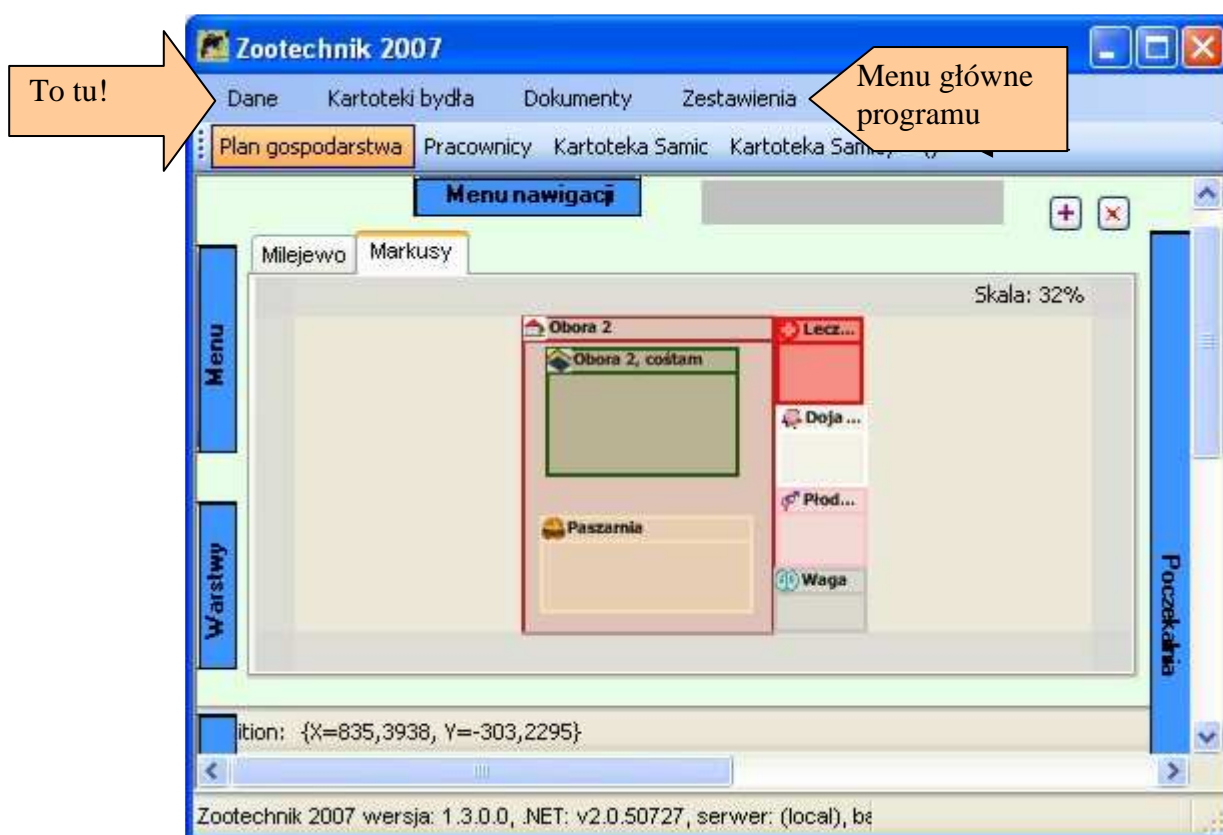 Zootechnik 2007
To tu!
Menu główne
programu
Dane Kartoteki bydła Dokumenty Zestawienia
Plan gospodarstwa Pracownicy Kartoteka Samic Kartoteka
Menu nawigacji
Milejewo Markusy
Skala: 32%
Menu
Obora 2
Lecz...
Obora 2, cośtam
Doja ...
Płod...
Paszarnia
Waga
Warstwy
Poczekalnia
ition: {X=835,3938, Y=-303,2295}
Zootechnik 2007 wersja: 1.3.0.0, .NET: v2.0.50727, serwer: (local), ba